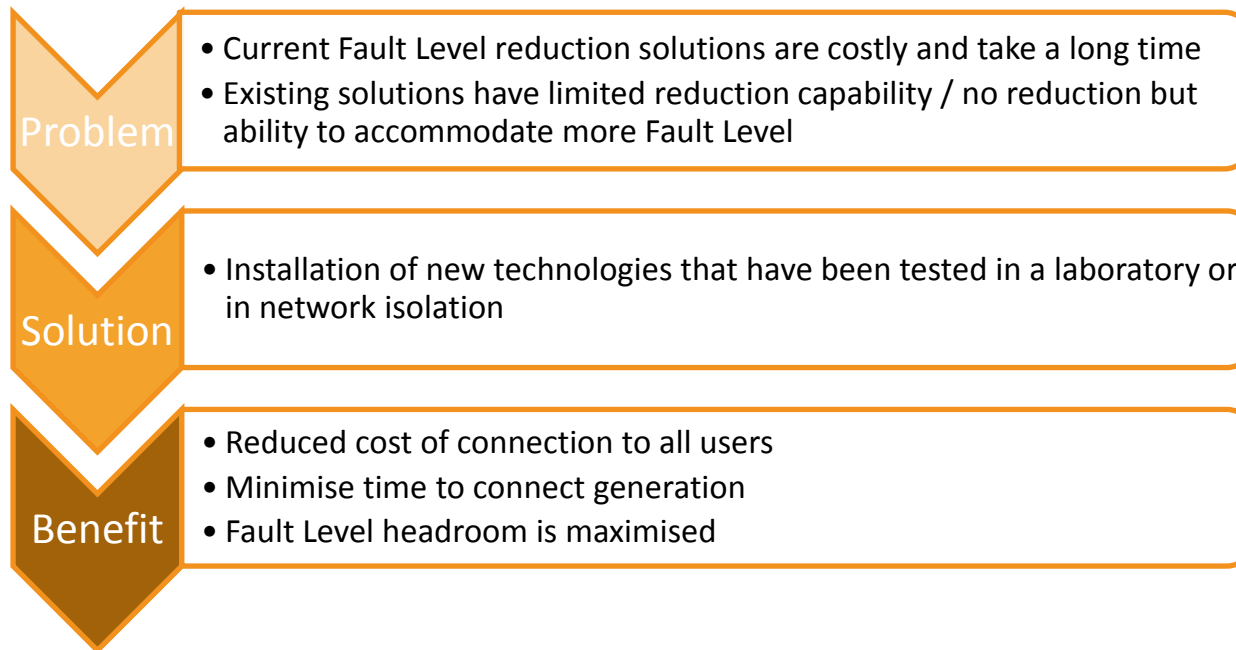 Problem
• Current Fault Level reduction solutions are costly and take a long time
• Existing solutions have limited reduction capability / no reduction but
ability to accommodate more Fault Level
Solution
• Installation of new technologies that have been tested in a laboratory or
in network isolation
Benefit
• Reduced cost of connection to all users
• Minimise time to connect generation
• Fault Level headroom is maximised